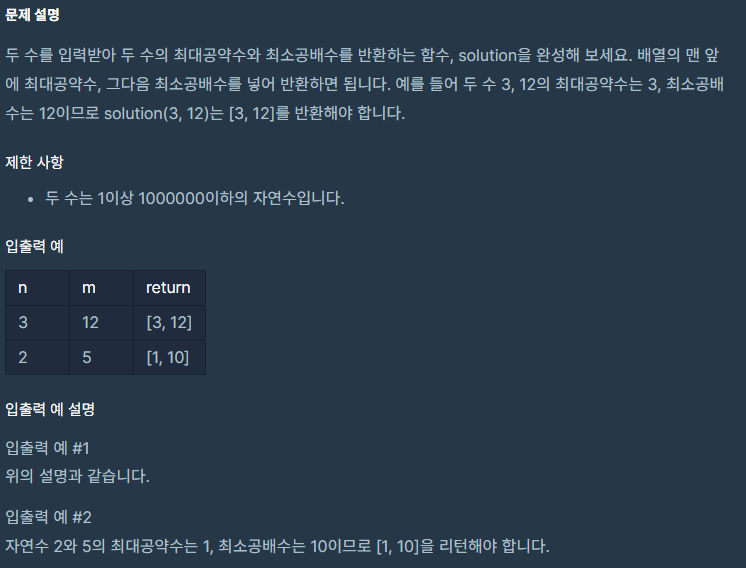 문제 설명
두 수를 입력받아 두 수의 최대공약수와 최소공배수를 반환하는 함수, solution을 완성해 보세요. 배열의 맨 앞
에 최대공약수, 그다음 최소공배수를 넣어 반환하면 됩니다. 예를 들어 두 수 3, 12의 최대공약수는 3, 최소공배
수는 12이므로 solution(3, 12)는 [3, 12]를 반환해야 합니다.
제한 사항
• 두 수는 1이상 1000000이하의 자연수입니다.
입출력 예
n m return
3 12 [3, 12]
2 5 [1, 10]
입출력 예 설명
입출력 예 #1
위의 설명과 같습니다.
입출력 예 #2
자연수 2와 5의 최대공약수는 1, 최소공배수는 10이므로 [1, 10]을 리턴해야 합니다.